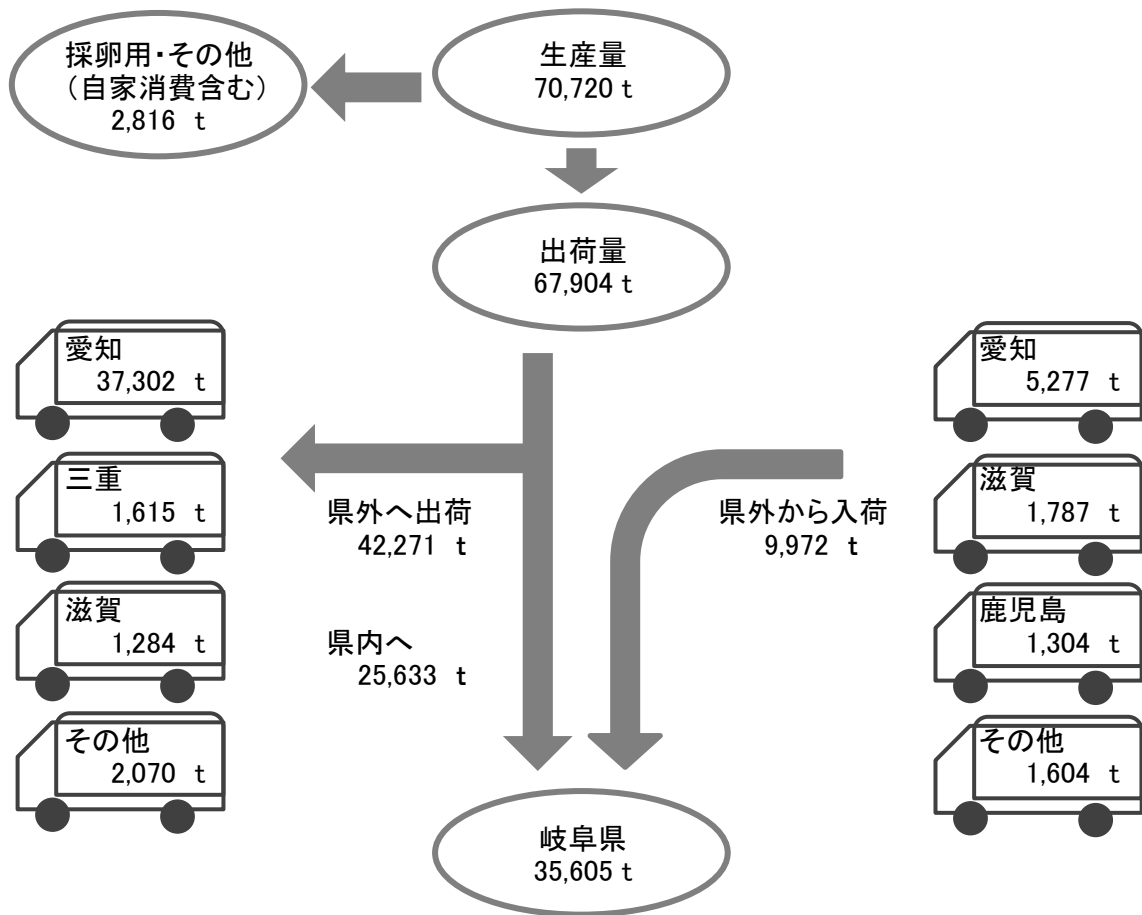 採卵用・その他
（自家消費含む）
2,816 t
生産量
70,720 t
出荷量
67,904 t
愛知
37,302 t
三重
1,615 t
滋賀
1,284 t
その他
2,070 t
県外へ出荷
42,271 t
県内へ
25,633 t
県外から入荷
9,972 t
愛知
5,277 t
滋賀
1,787 t
鹿児島
1,304 t
その他
1,604 t
岐阜県
35,605 t